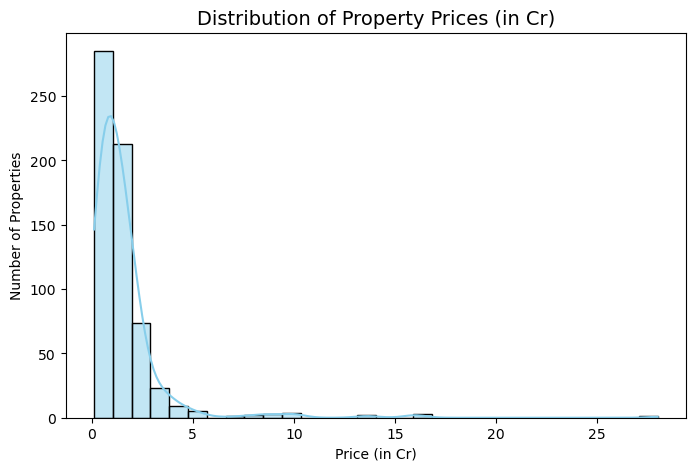 Distribution of Property Prices (in Cr)
Number of Properties
250
200
150
100
50
0
0 5 10 15 20 25
Price (in Cr)